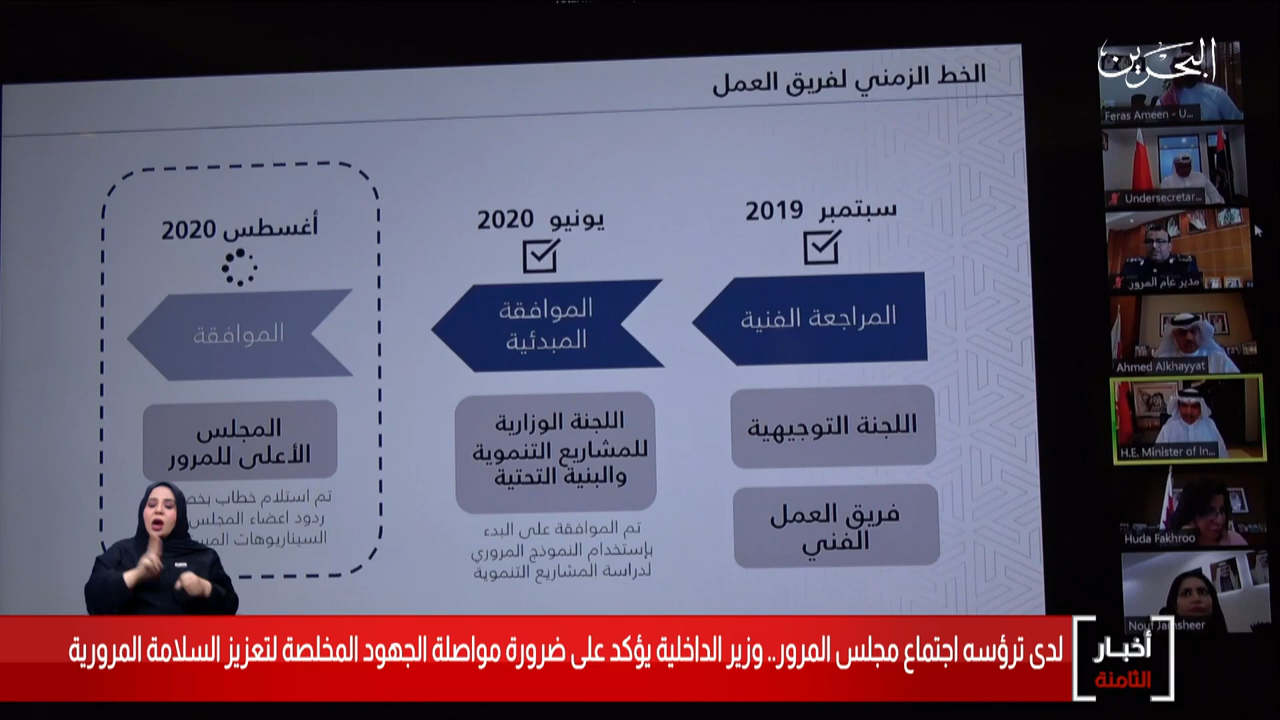 البحرين
الخط الزمني لفريق العمل
سبتمبر 2019
المراجعة الفنية
اللجنة التوجيهية
فريق العمل
الفني
يونيو 2020
الموافقة
المبدئية
اللجنة الوزارية
للمشاريع التنموية
والبنية التحتية
تم الموافقة على البدء
بإستخدام النموذج المروري
لدراسة المشاريع التنموية
أغسطس 2020
الموافقة
المجلس
الأعلى للمرور
تم استلام خطاب
ردود اعضاء المجلس
السيناريوهات
Feras Ameen - U...
Undersecretar...
مدير عام المرور
Ahmed Alkhayyat
H.E. Minister of In...
Huda Fakhroo
Nouf Jamsheer
أخبار
الثامنة
لدى ترؤسه اجتماع مجلس المرور.. وزير الداخلية يؤكد على ضرورة مواصلة الجهود المخلصة لتعزيز السلامة المرورية